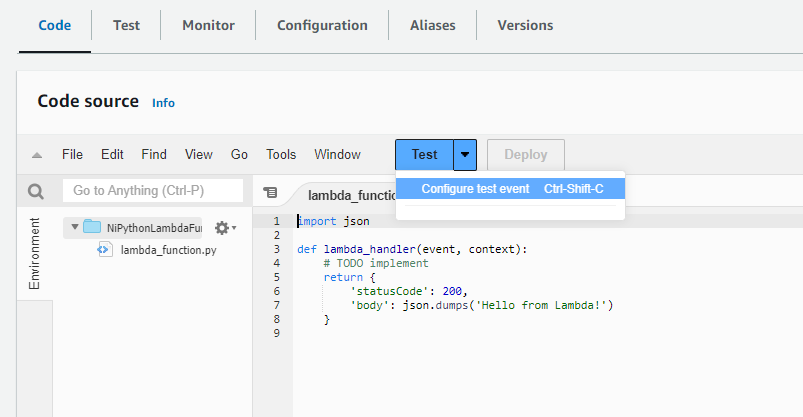 Code Test Monitor Configuration Aliases Versions
Code source Info
File Edit Find View Go Tools Window Test Deploy
Go to Anything (Ctrl-P)
Configure test event Ctrl-Shift-C
Environment
NiPythonLambdaFu
lambda_function.py
1 import json
2
3 def lambda_handler(event, context):
4 # TODO implement
5 return {
6 'statusCode': 200,
7 'body': json.dumps('Hello from Lambda!')
8 }
9